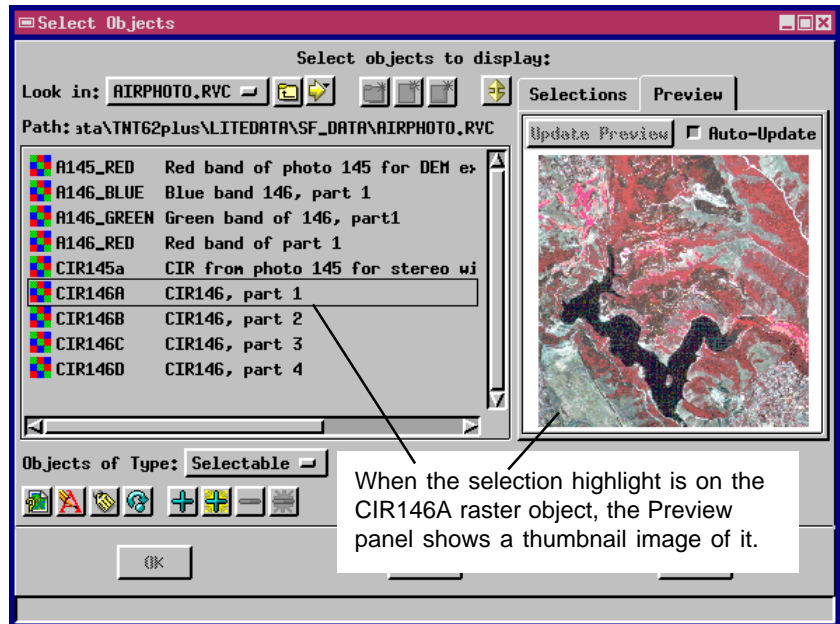 Select Objects
Select objects to display:
Look in: AIRPHOTO.RVC
Selections Preview
Path: ata\TNT62plus\LITEDATA\SF_DATA\AIRPHOTO.RVC
Update Preview Auto-Update
A145_RED Red band of photo 145 for DEM ex
A146_BLUE Blue band 146, part 1
A146_GREEN Green band of 146, part1
A146_RED Red band of part 1
CIR145a CIR from photo 145 for stereo wi
CIR146A CIR146, part 1
CIR146B CIR146, part 2
CIR146C CIR146, part 3
CIR146D CIR146, part 4
Objects of Type: Selectable
When the selection highlight is on the
CIR146A raster object, the Preview
panel shows a thumbnail image of it.
OK